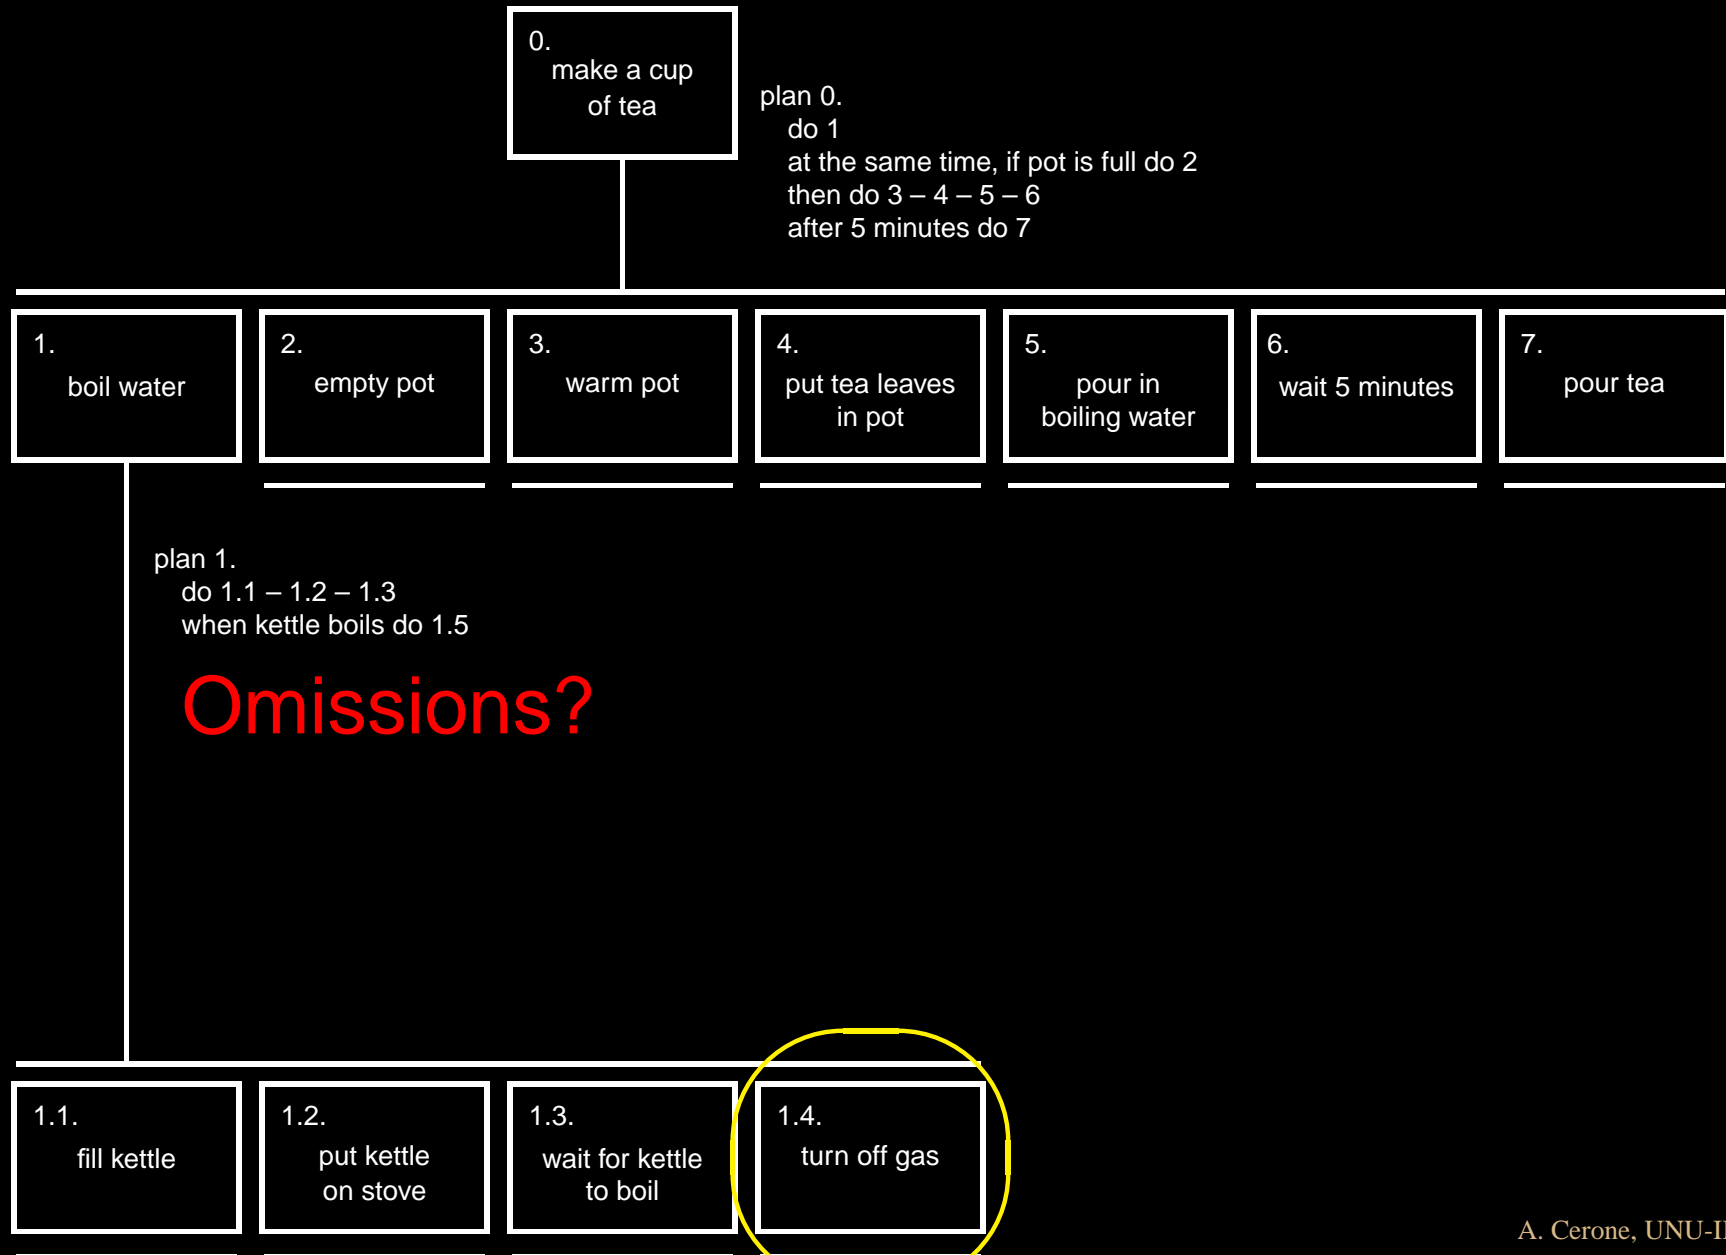 0.
make a cup
of tea
plan 0.
do 1
at the same time, if pot is full do 2
then do 3 – 4 – 5 – 6
after 5 minutes do 7
1.
boil water
2.
empty pot
3.
warm pot
4.
put tea leaves
in pot
5.
pour in
boiling water
6.
wait 5 minutes
7.
pour tea
plan 1.
do 1.1 – 1.2 – 1.3
when kettle boils do 1.5
Omissions?
1.1.
fill kettle
1.2.
put kettle
on stove
1.3.
wait for kettle
to boil
1.4.
turn off gas
A. Cerone,